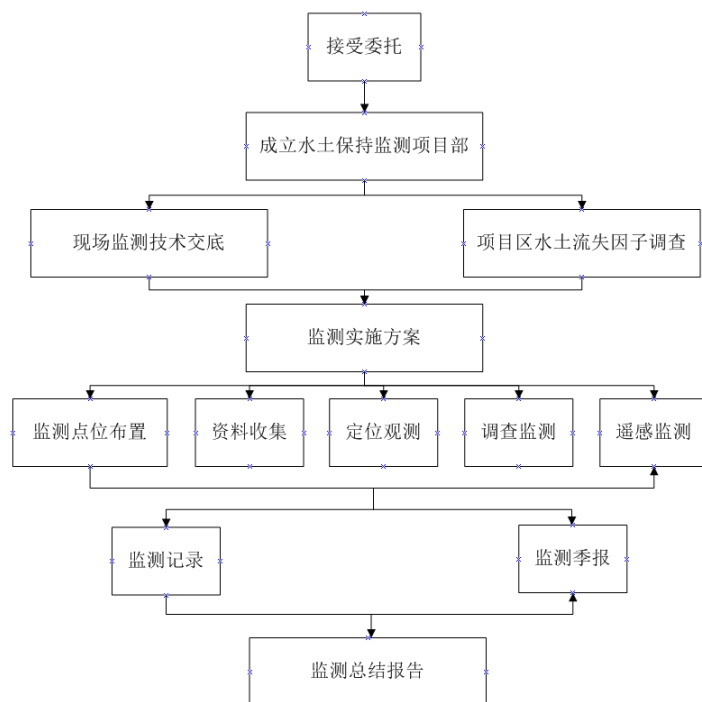 接受委托
成立水土保持监测项目部
现场监测技术交底
项目区水土流失因子调查
监测实施方案
监测点位布置
资料收集
定位观测
调查监测
遥感监测
监测记录
监测季报
监测总结报告